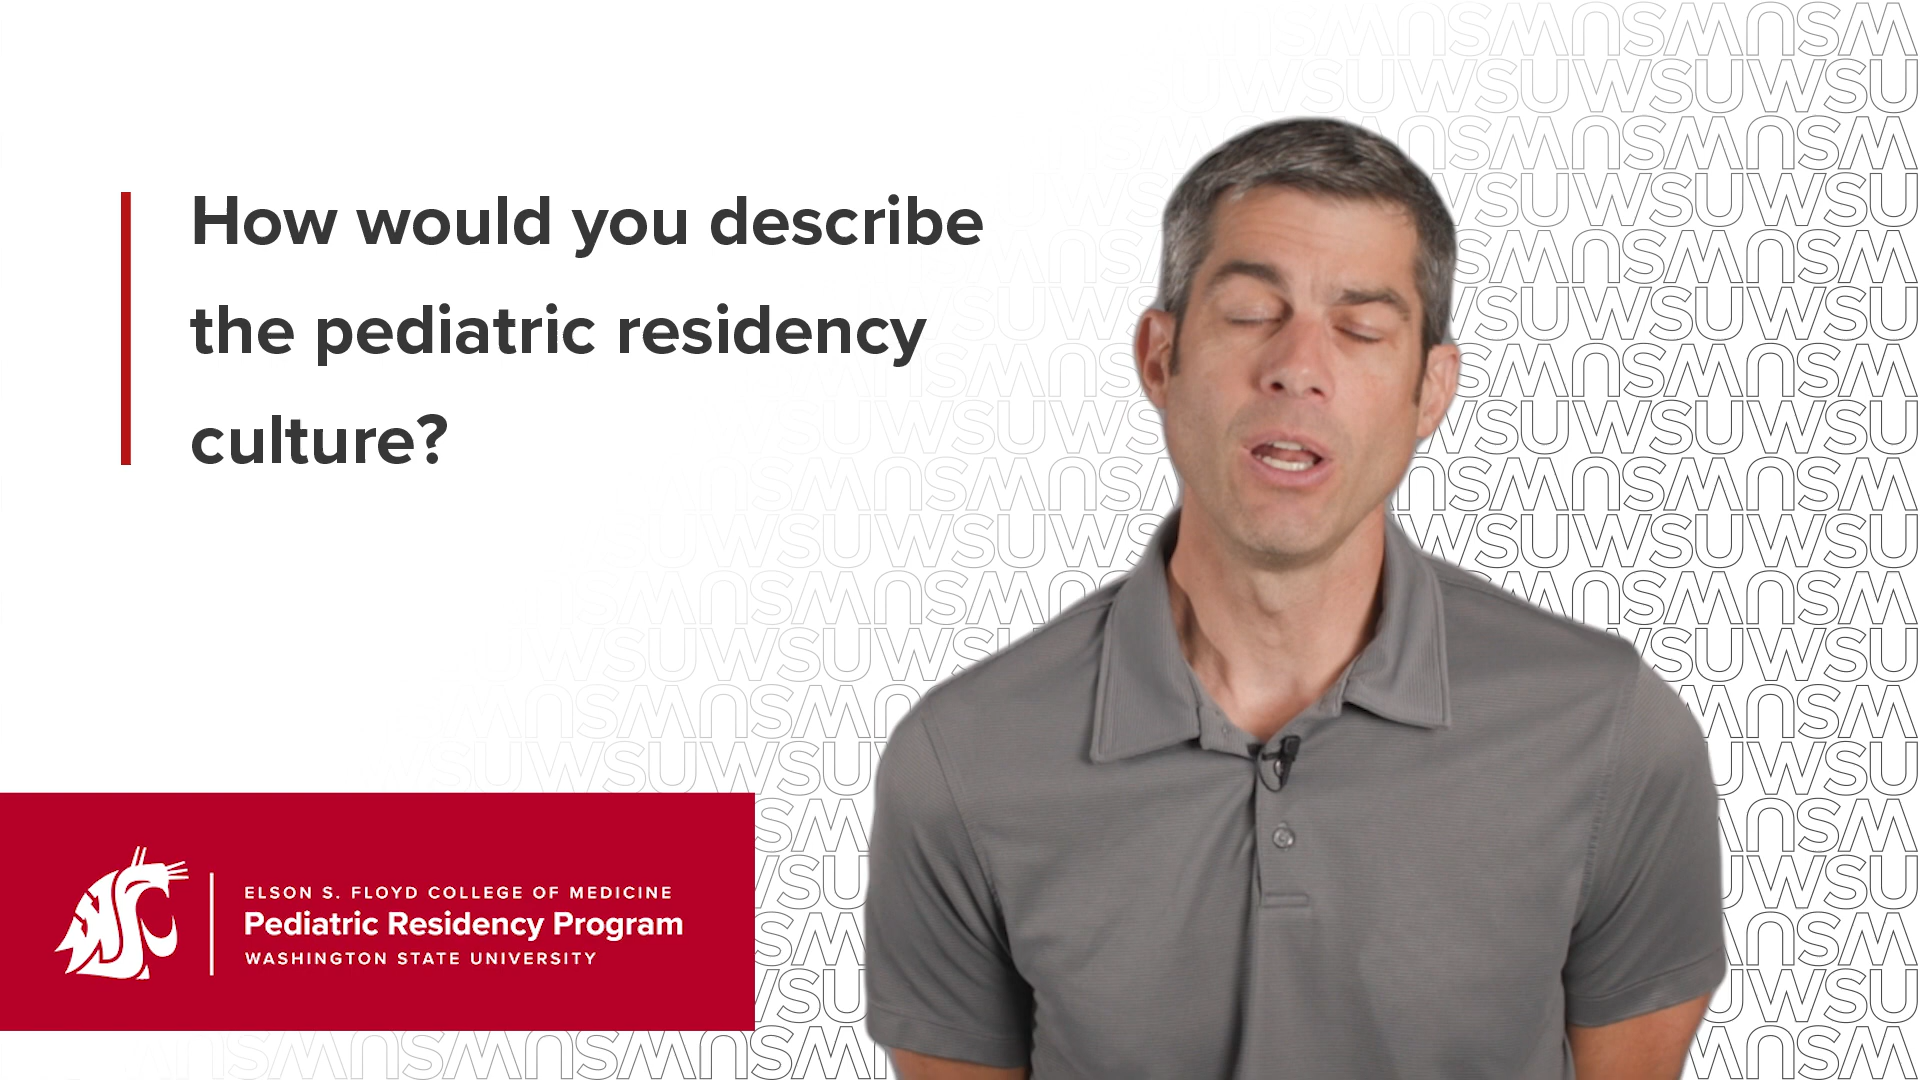 How would you describe
the pediatric residency
culture?
ELSON S. FLOYD COLLEGE OF MEDICINE
Pediatric Residency Program
WASHINGTON STATE UNIVERSITY